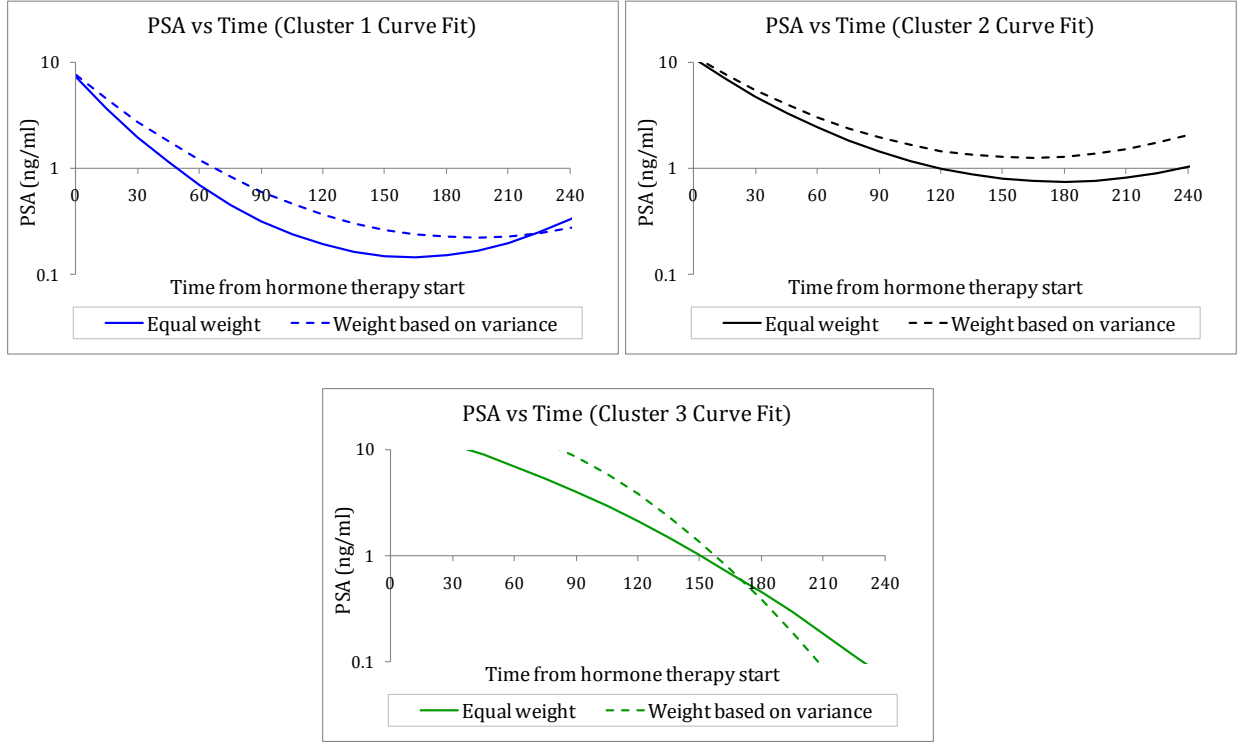 PSA vs Time (Cluster 1 Curve Fit)
10
1
0.1
PSA (ng/ml)
0 30 60 90 120 150 180 210 240
Time from hormone therapy start
Equal weight Weight based on variance
PSA vs Time (Cluster 2 Curve Fit)
10
1
0.1
PSA (ng/ml)
0 30 60 90 120 150 180 210 240
Time from hormone therapy start
Equal weight Weight based on variance
PSA vs Time (Cluster 3 Curve Fit)
10
1
0.1
PSA (ng/ml)
0 30 60 90 120 150 180 210 240
Time from hormone therapy start
Equal weight Weight based on variance